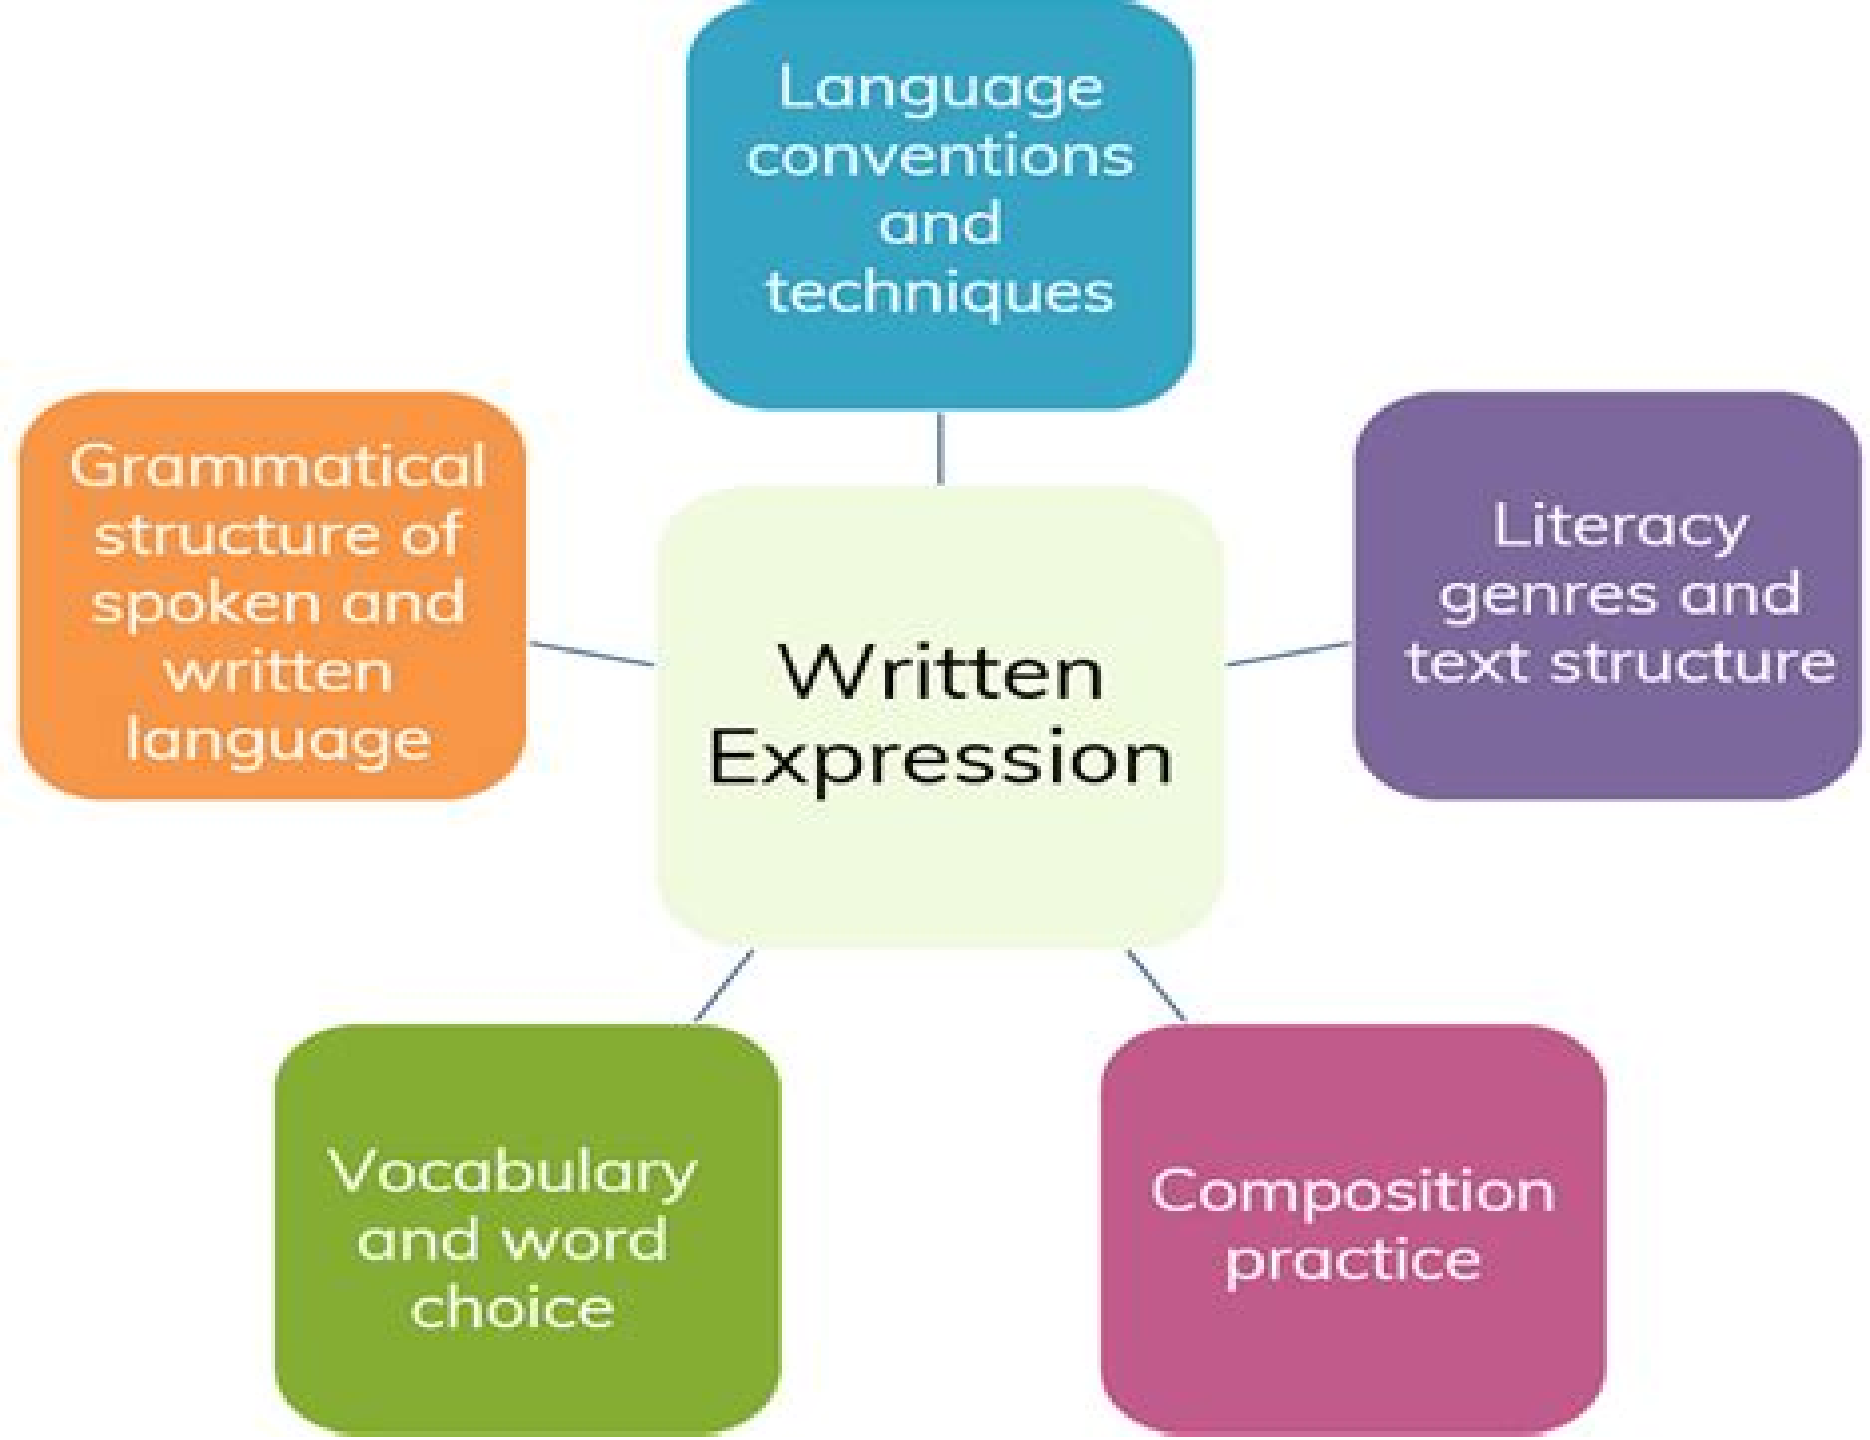 Language
conventions
and
techniques
Grammatical
structure of
spoken and
written
language
Literacy
genres and
text structure
Written
Expression
Vocabulary
and word
choice
Composition
practice